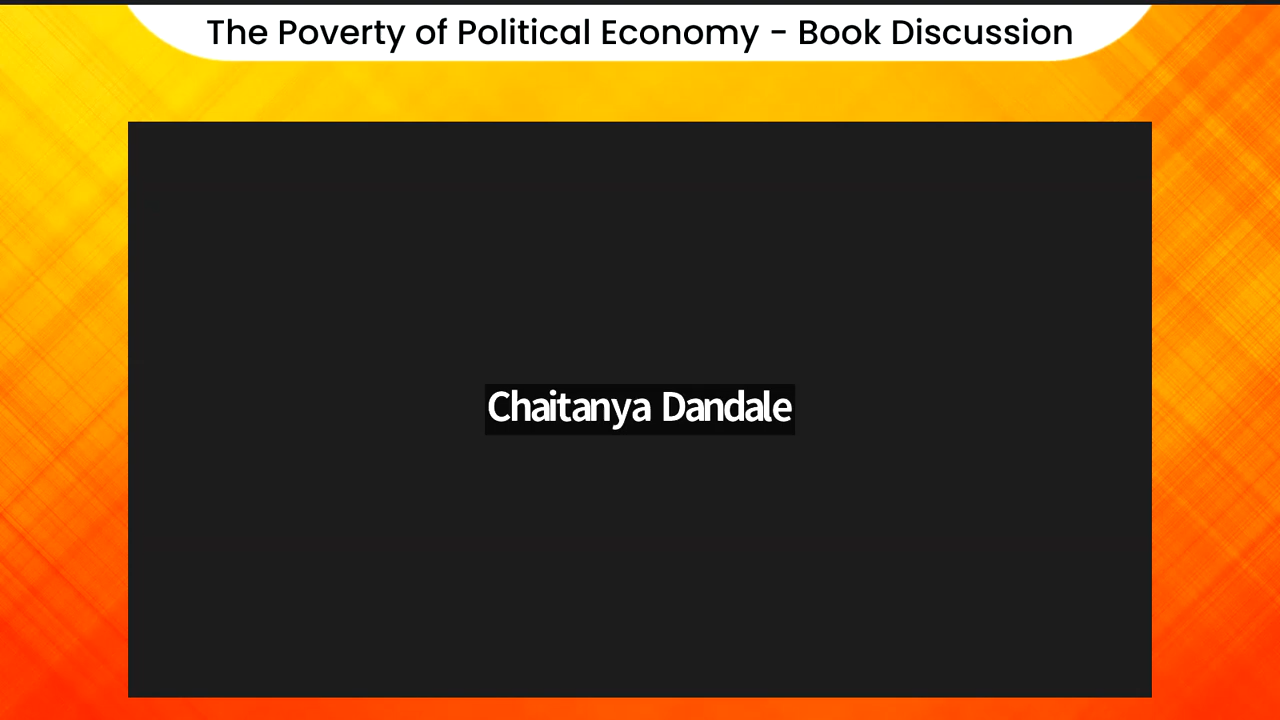 The Poverty of Political Economy - Book Discussion
Chaitanya Dandale